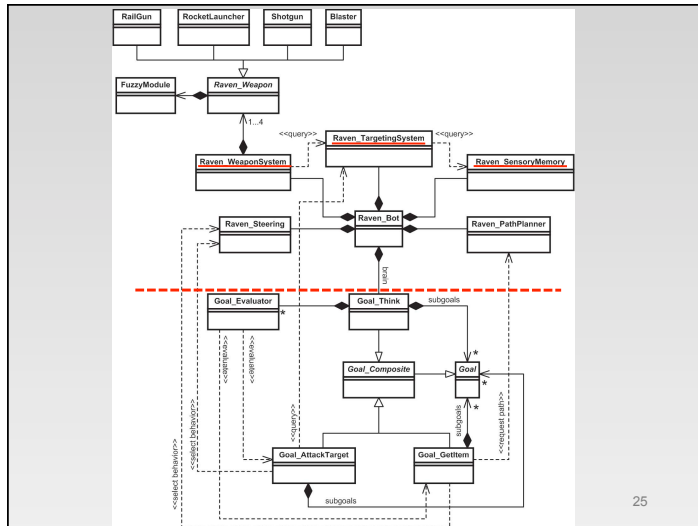 RailGun
RocketLauncher
Shotgun
Blaster
FuzzyModule
Raven_Weapon
1...4
<<query>>
Raven_TargetingSystem
<<query>>
Raven_WeaponSystem
Raven_SensoryMemory
Raven_Steering
Raven_Bot
Raven_PathPlanner
brain
Goal_Evaluator
*
Goal_Think
subgoals
*
<<evaluate>>
<<evaluate>>
Goal_Composite
Goal
*
*
<<query>>
<<select behavior>>
<<select behavior>>
subgoals
<<request path>>
Goal_AttackTarget
Goal_GetItem
subgoals
25